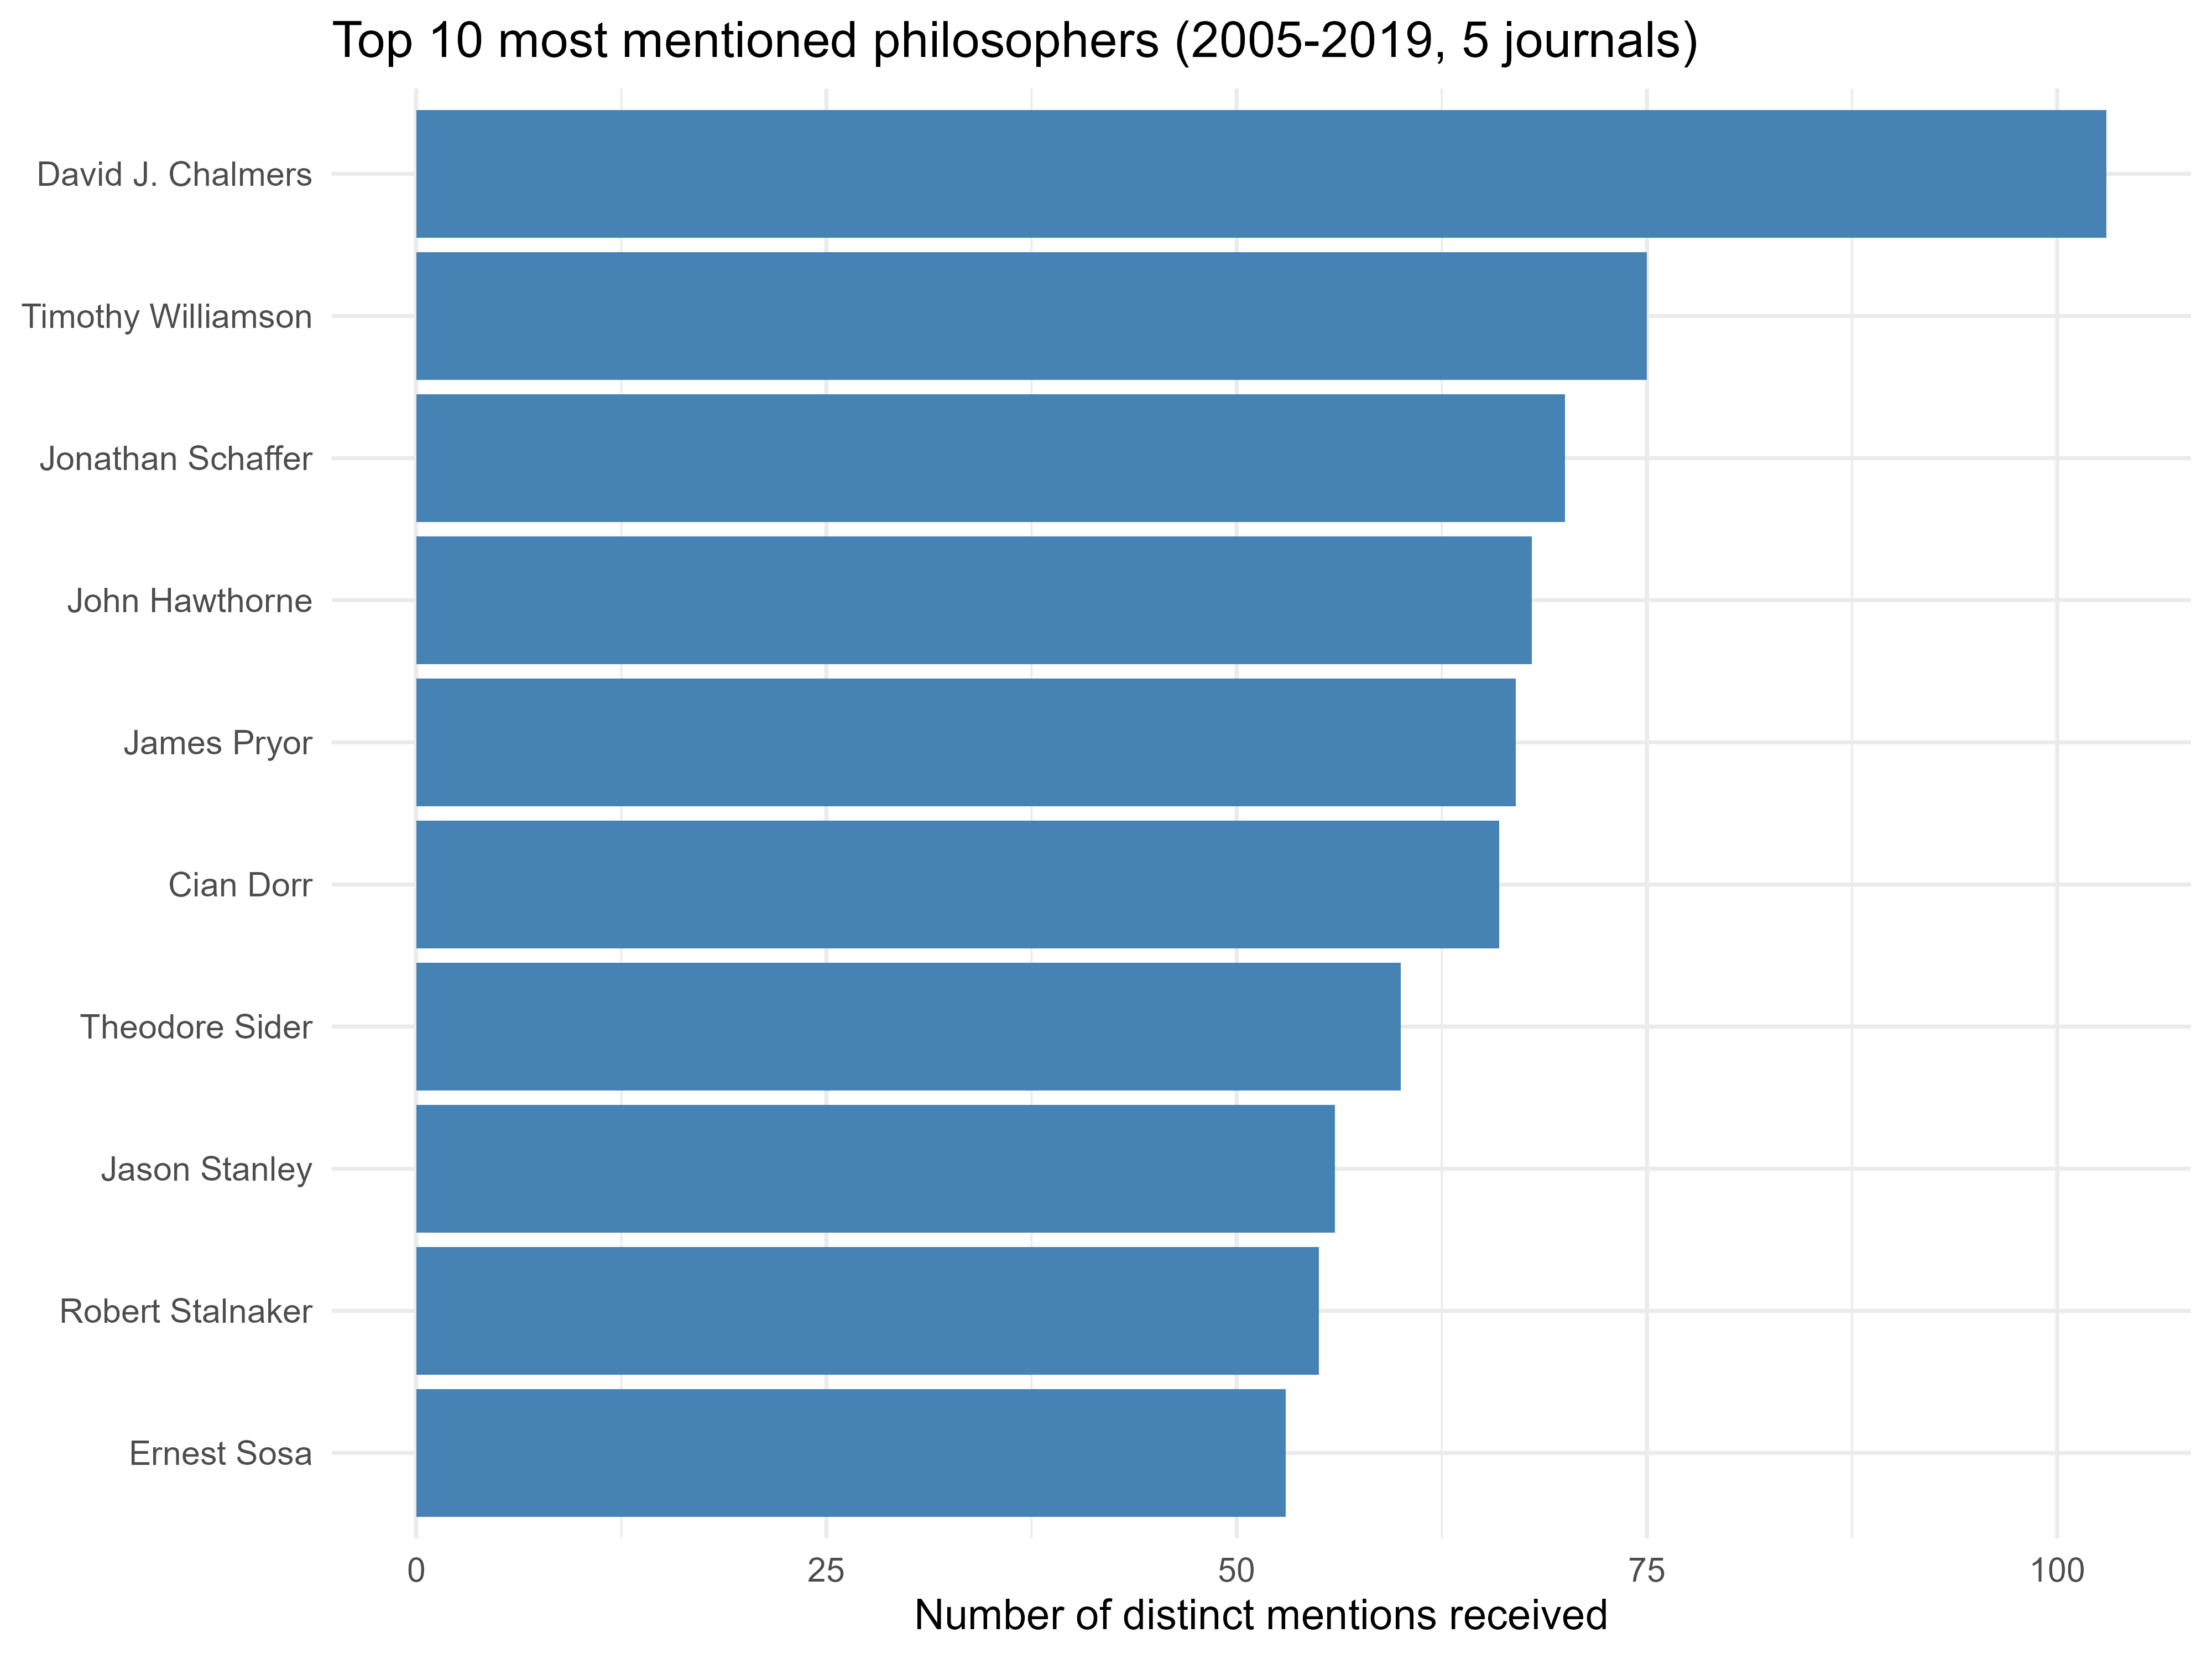 Top 10 most mentioned philosophers (2005-2019, 5 journals)
David J. Chalmers
Timothy Williamson
Jonathan Schaffer
John Hawthorne
James Pryor
Cian Dorr
Theodore Sider
Jason Stanley
Robert Stalnaker
Ernest Sosa
0 25 50 75 100
Number of distinct mentions received